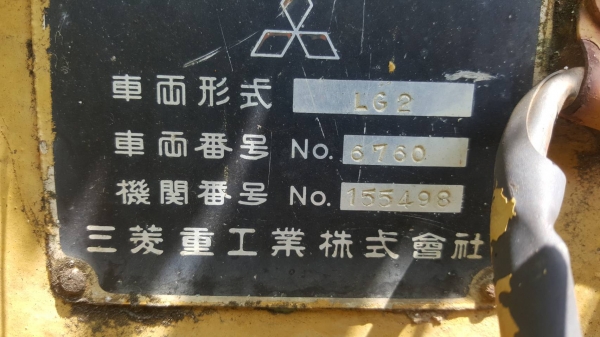 車両形式 LG2
車両番号 No. 6760
機関番号 No. 155498
三菱重工業株式會社